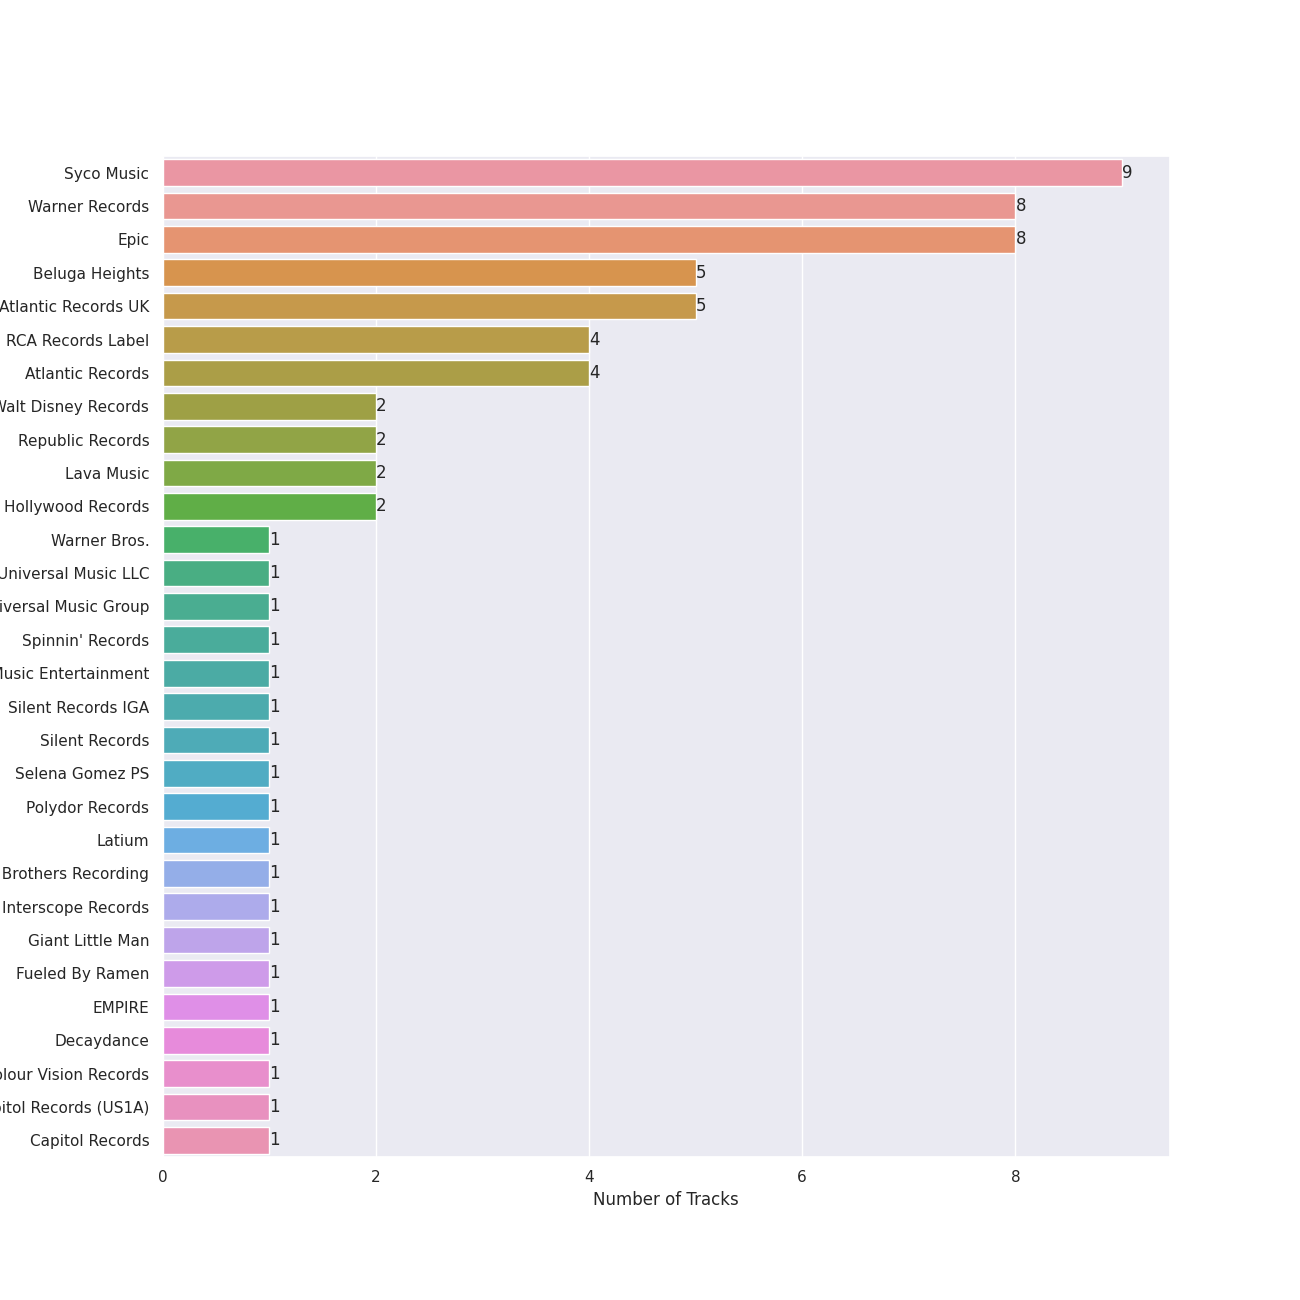 Syco Music 9
Warner Records 8
Epic 8
Beluga Heights 5
Atlantic Records UK 5
RCA Records Label 4
Atlantic Records 4
Disney Records 2
Republic Records 2
Lava Music 2
Hollywood Records 2
Warner Bros. 1
Universal Music LLC 1
Music Group 1
Spinnin' Records 1
Entertainment 1
Silent Records IGA 1
Silent Records 1
Selena Gomez PS 1
Polydor Records 1
Latium 1
Brothers Recording 1
Interscope Records 1
Giant Little Man 1
Fueled By Ramen 1
EMPIRE 1
Decaydance 1
Vision Records 1
Records (US1A) 1
Capitol Records 1
0 2 4 6 8
Number of Tracks